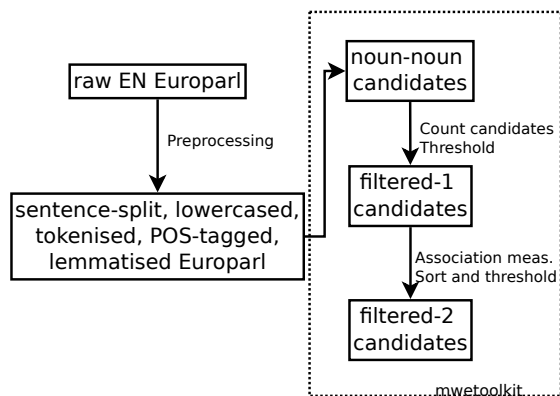 raw EN Europarl
Preprocessing
sentence-split, lowercased,
tokenised, POS-tagged,
lemmatised Europarl
noun-noun
candidates
Count candidates
Threshold
filtered-1
candidates
Association meas.
Sort and threshold
filtered-2
candidates
mwetoolkit